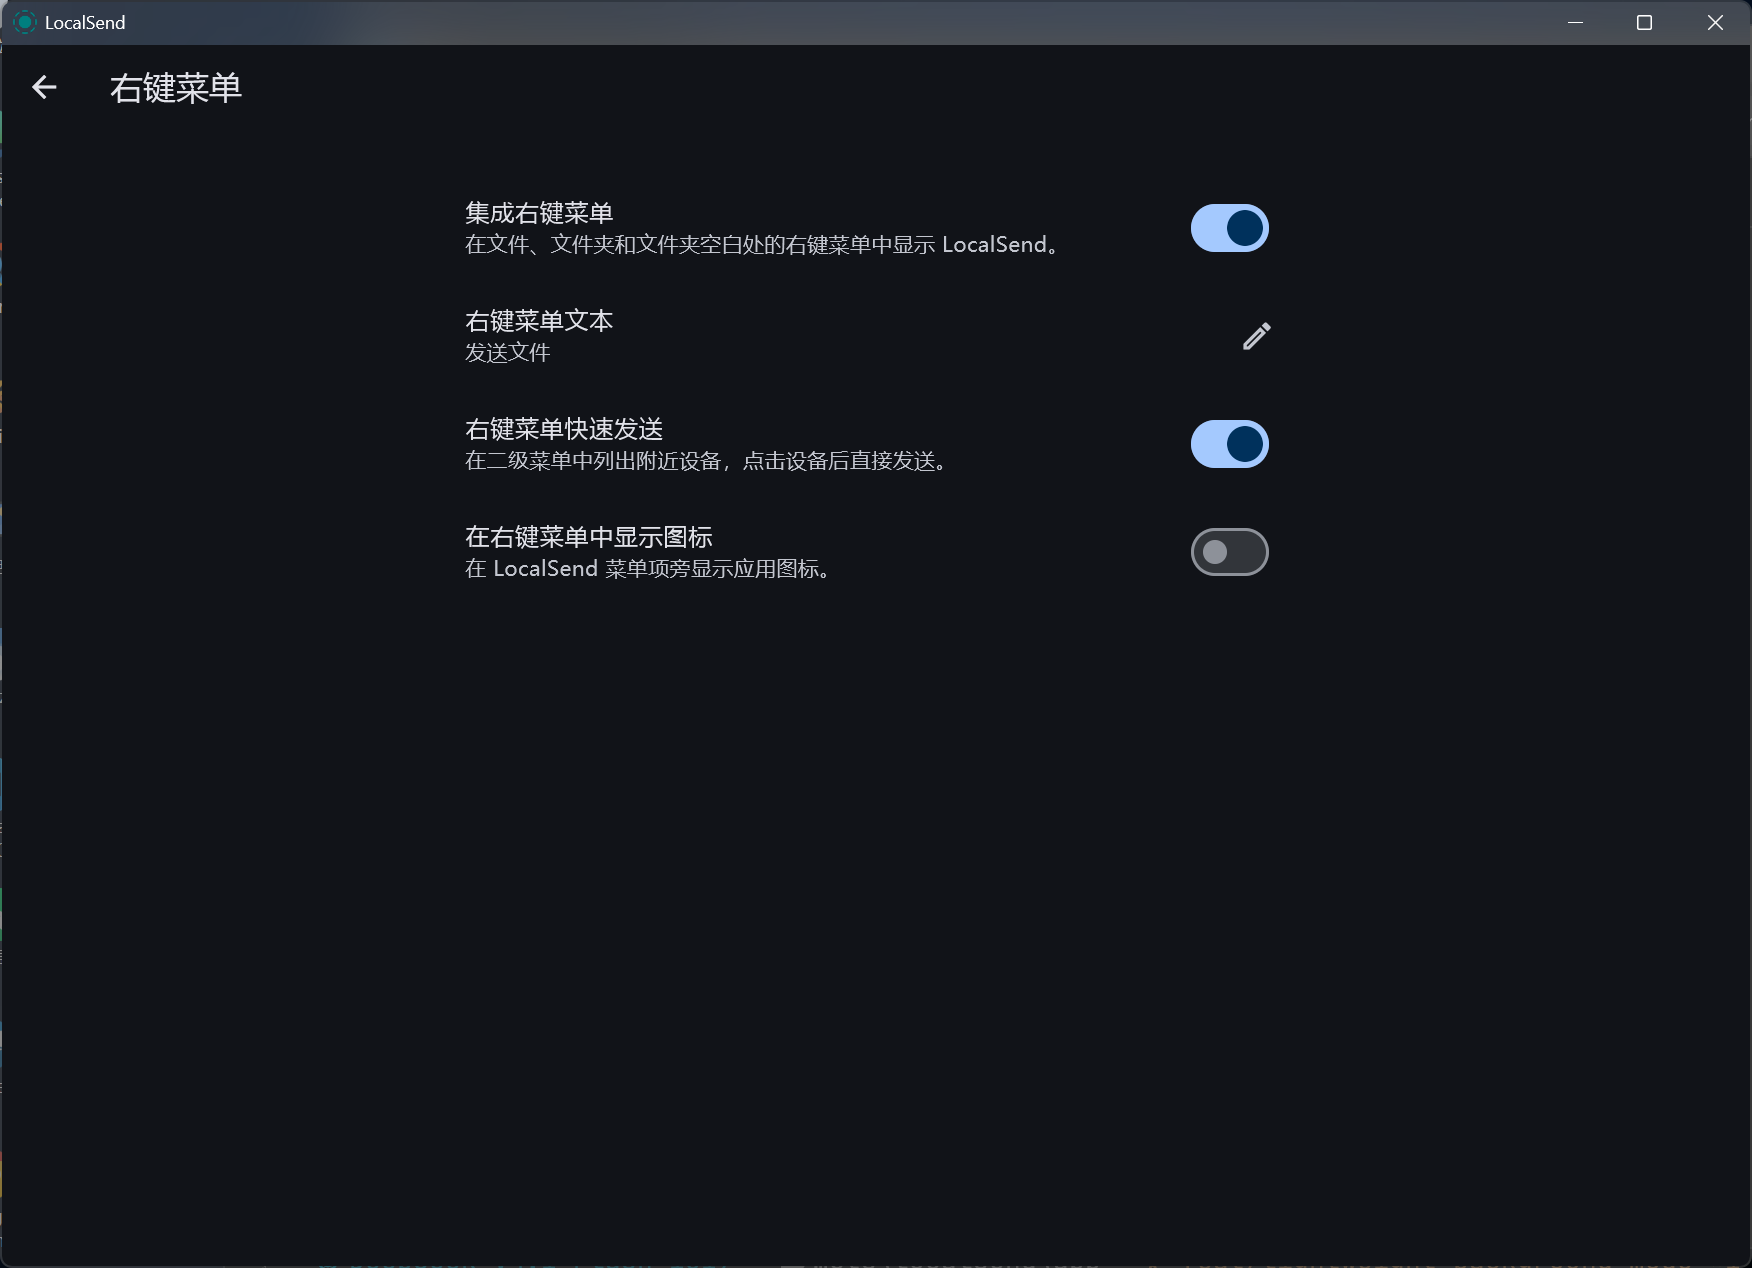 LocalSend
右键菜单
集成右键菜单
在文件、文件夹和文件夹空白处的右键菜单中显示 LocalSend。
右键菜单文本
发送文件
右键菜单快速发送
在二级菜单中列出附近设备，点击设备后直接发送。
在右键菜单中显示图标
在 LocalSend 菜单项旁显示应用图标。